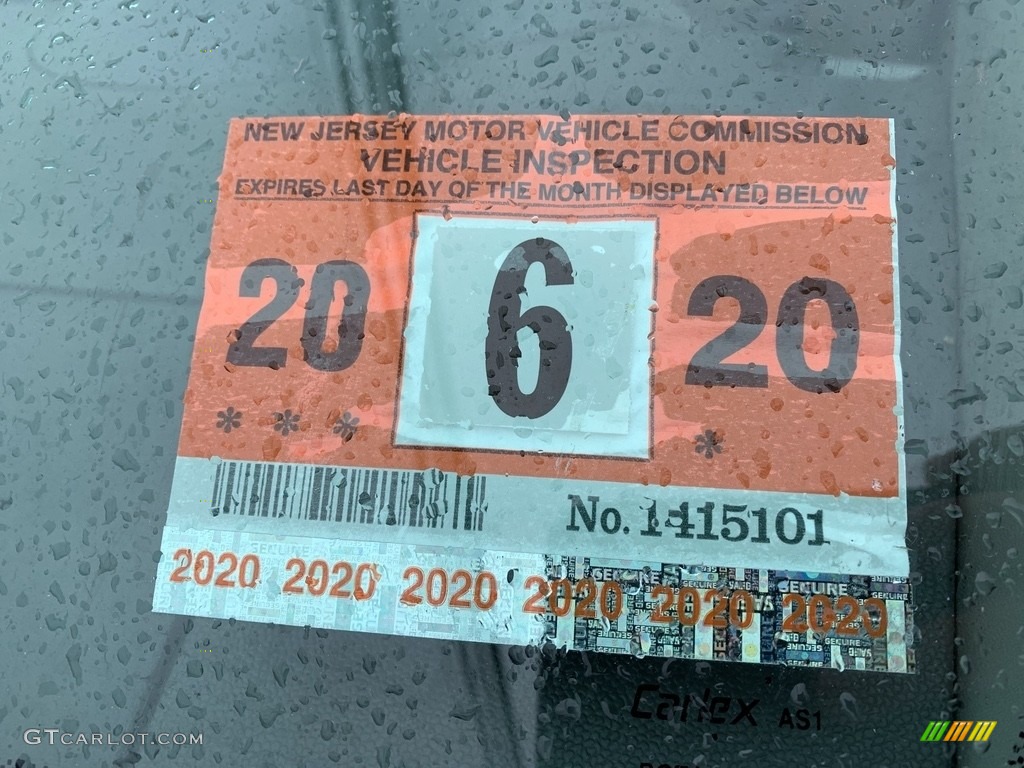 NEW JERSEY MOTOR VEHICLE COMMISSION
VEHICLE INSPECTION
EXPIRES LAST DAY OF THE MONTH DISPLAYED BELOW
20 6 20
* * * *
No. 1415101
2020 2020 2020 2020 2020 2020
SECURE
Carlex AS1
GTCARLOT.COM